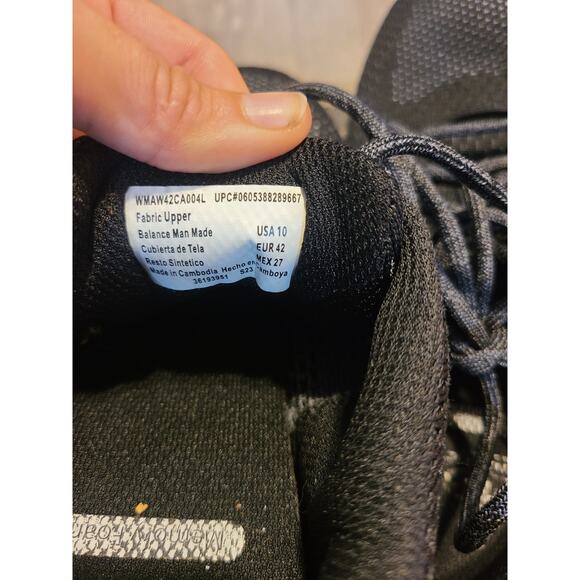 WMAW42CA004L UPC#0605388289667
Fabric Upper
Balance Man Made USA 10
Cubierta de Tela EUR 42
Resto Sintetico MEX 27
Made in Cambodia Hecho en Camboya
36193951 S23
Memory Foam